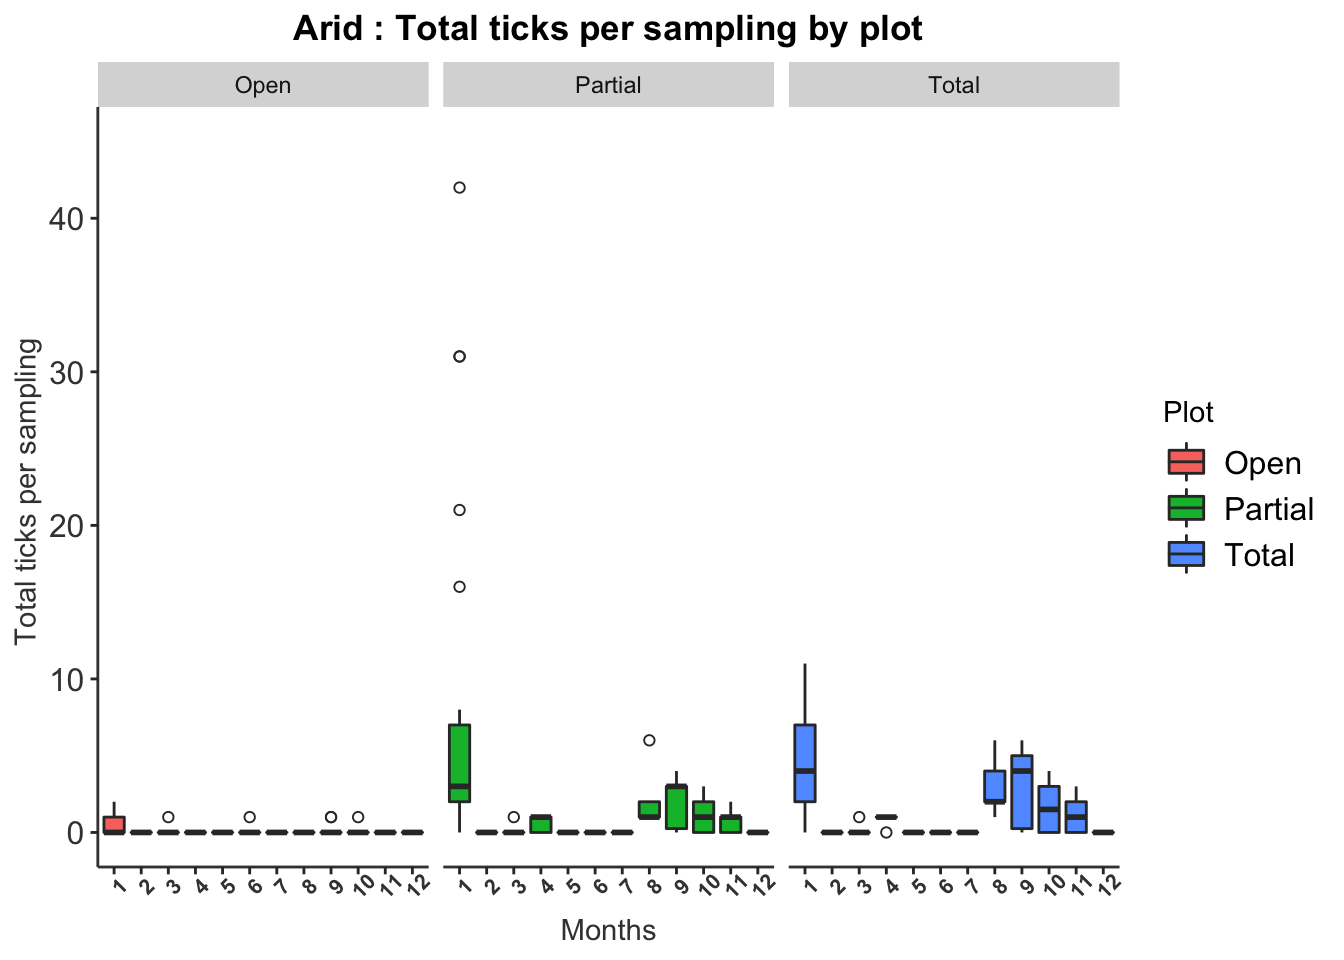 Arid : Total ticks per sampling by plot
Open Partial Total
40
30
20
10
0
Total ticks per sampling
1 2 3 4 5 6 7 8 9 10 11 12 1 2 3 4 5 6 7 8 9 10 11 12 1 2 3 4 5 6 7 8 9 10 11 12
Months
Plot
Open
Partial
Total